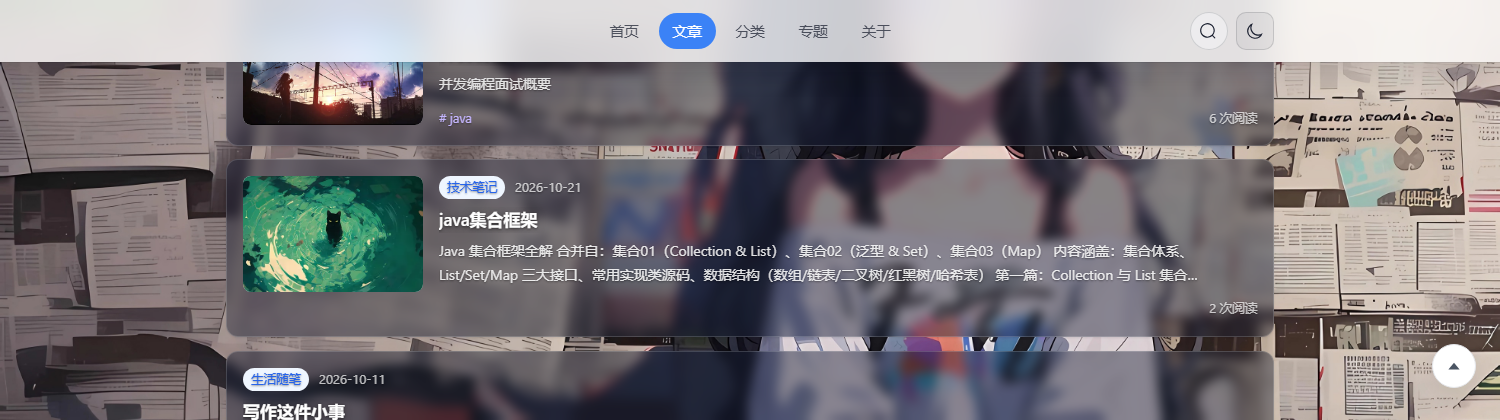 首页 文章 分类 专题 关于
并发编程面试概要
# java
6 次阅读
技术笔记 2026-10-21
java集合框架
Java 集合框架全解 合并自：集合01（Collection & List）、集合02（泛型 & Set）、集合03（Map） 内容涵盖：集合体系、
List/Set/Map 三大接口、常用实现类源码、数据结构（数组/链表/二叉树/红黑树/哈希表） 第一篇：Collection 与 List 集合...
2 次阅读
生活随笔 2026-10-11
写作这件小事